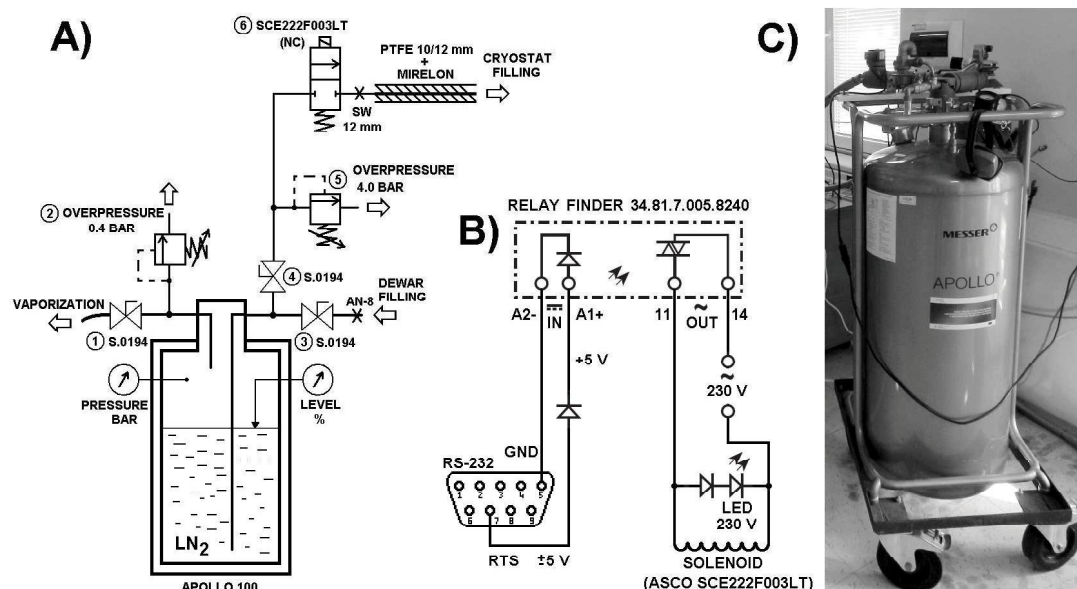 A)
⑥ SCE222F003LT
(NC)
PTFE 10/12 mm
+
MIRELON
CRYOSTAT
FILLING
SW
12 mm
⑤ OVERPRESSURE
4.0 BAR
② OVERPRESSURE
0.4 BAR
④ S.0194
VAPORIZATION
DEWAR
FILLING
AN-8
① S.0194
③ S.0194
PRESSURE
BAR
LEVEL
%
LN2
APOLLO 100
B)
RELAY FINDER 34.81.7.005.8240
A2- IN A1+
11 OUT 14
~
+5 V
~
230 V
GND
RS-232
1 2 3 4 5
6 7 8 9
RTS ±5 V
LED
230 V
SOLENOID
(ASCO SCE222F003LT)
C)
MESSER
APOLLO